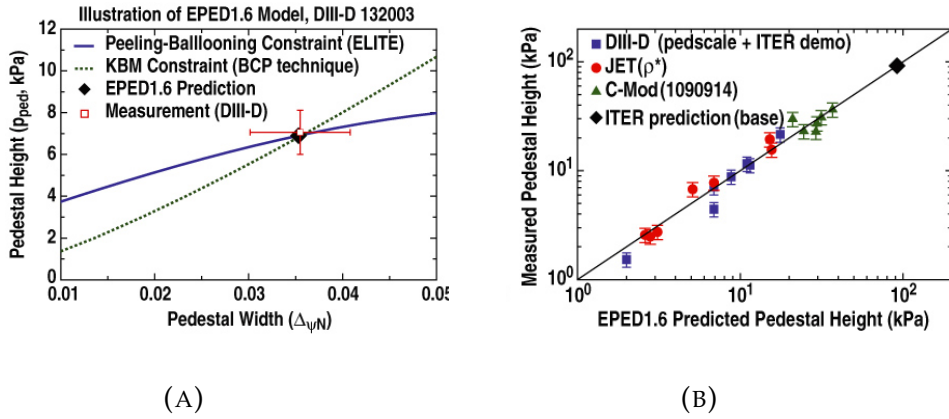 Illustration of EPED1.6 Model, DIII-D 132003
12
10
8
6
4
2
0
Pedestal Height (pped, kPa)
Peeling-Balllooning Constraint (ELITE)
KBM Constraint (BCP technique)
EPED1.6 Prediction
Measurement (DIII-D)
0.01 0.02 0.03 0.04 0.05
Pedestal Width (ΔψN)
(A)
B
Measured Pedestal Height (kPa)
10²
10¹
10⁰
DIII-D (pedscale + ITER demo)
JET(ρ*)
C-Mod(1090914)
ITER prediction(base)
10⁰ 10¹ 10²
EPED1.6 Predicted Pedestal Height (kPa)
(B)